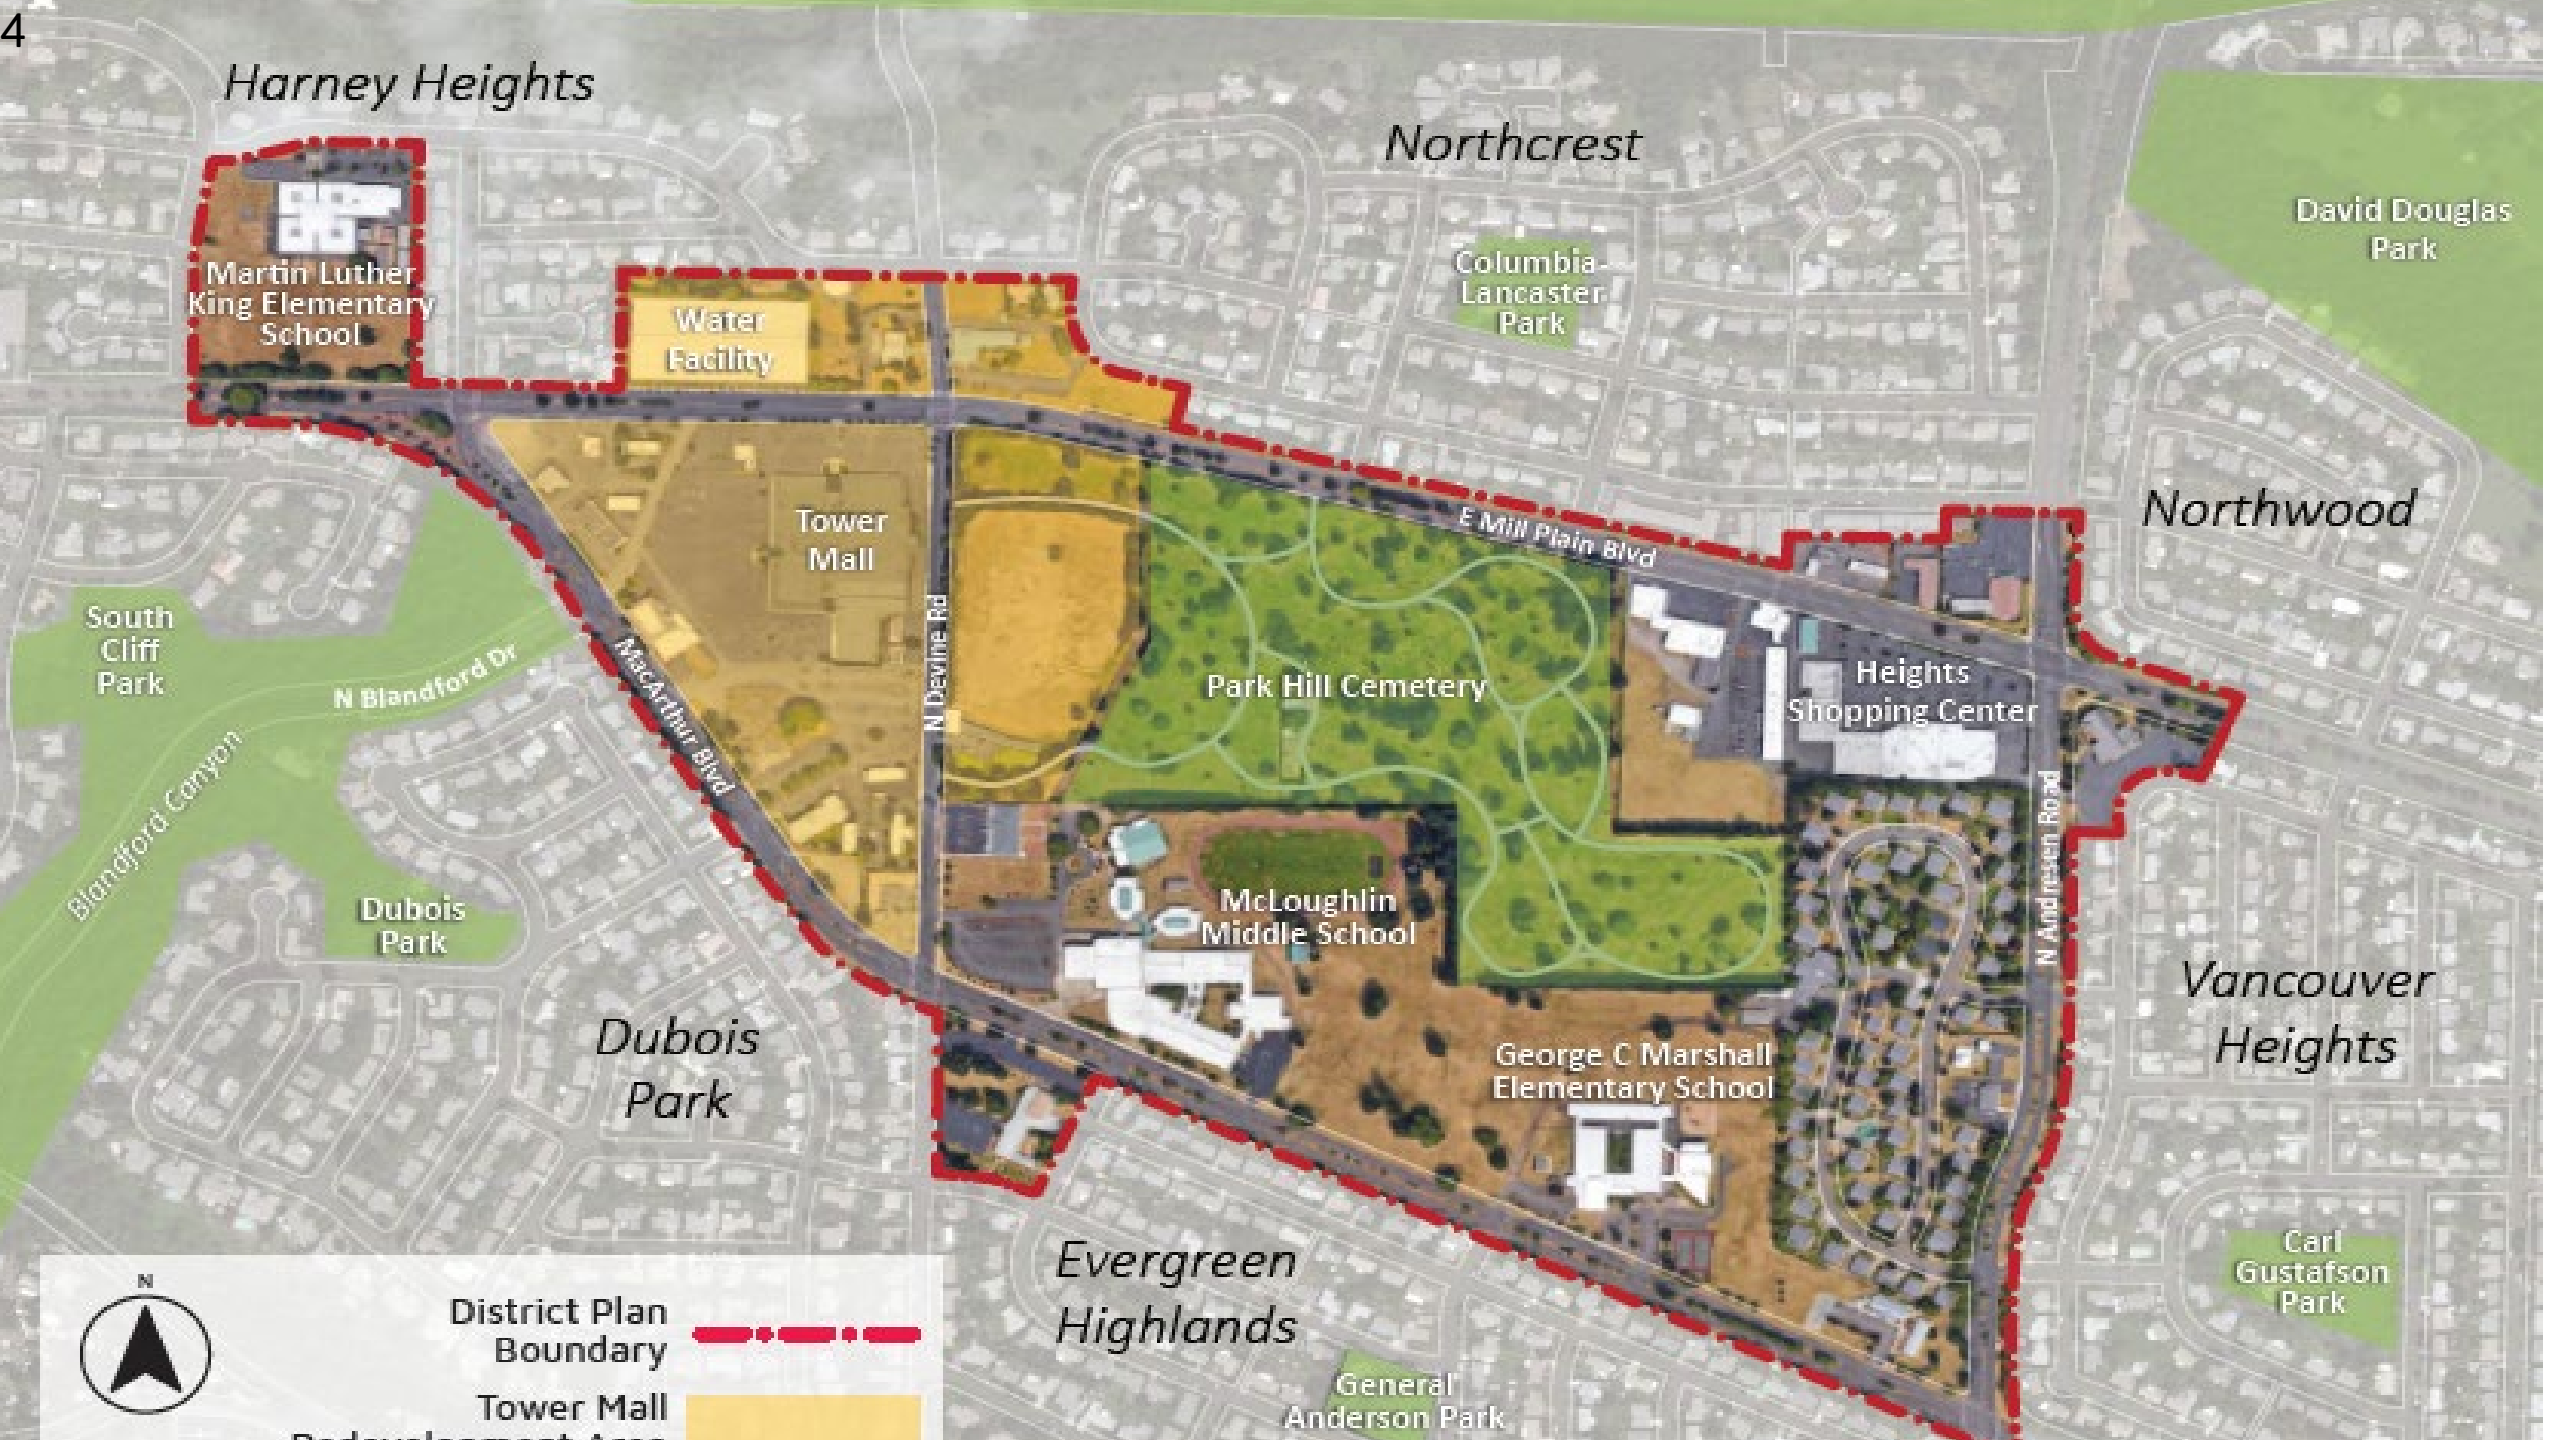 4
Harney Heights
Northcrest
David Douglas
Park
Columbia-
Lancaster
Park
Martin Luther
King Elementary
School
Water
Facility
Tower
Mall
E Mill Plain Blvd
Northwood
South
Cliff
Park
N Blandford Dr
MacArthur Blvd
N Devine Rd
Park Hill Cemetery
Heights
Shopping Center
Blandford Canyon
N Andresen Road
Dubois
Park
McLoughlin
Middle School
Vancouver
Heights
Dubois
Park
George C Marshall
Elementary School
Evergreen
Highlands
Carl
Gustafson
Park
General
Anderson Park
N
District Plan
Boundary
Tower Mall
Redevelopment Area